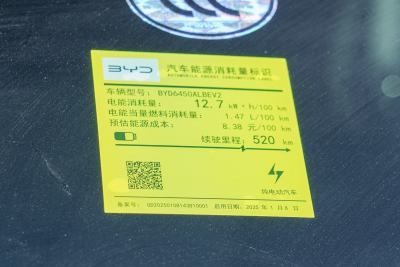 BYD 汽车能源消耗量标识
AUTOMOBILE ENERGY CONSUMPTION LABEL
车辆型号: BYD6450ALBEV2
电能消耗量: 12.7 kW·h/100 km
电能当量燃料消耗量: 1.47 L/100 km
预估能源成本: 8.38 元/100 km
续驶里程: 520 km
纯电动汽车
启用日期: 2025 年 1 月 8 日